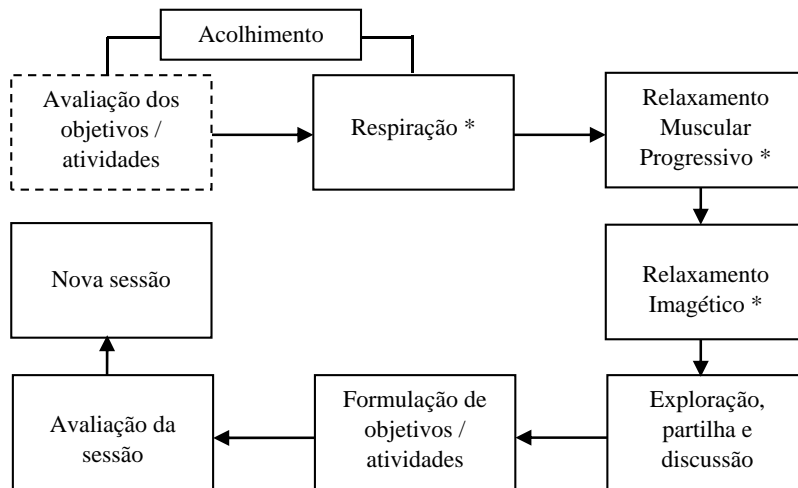 Acolhimento
Avaliação dos
objetivos /
atividades
Respiração *
Relaxamento
Muscular
Progressivo *
Nova sessão
Relaxamento
Imagético *
Avaliação da
sessão
Formulação de
objetivos /
atividades
Exploração,
partilha e
discussão